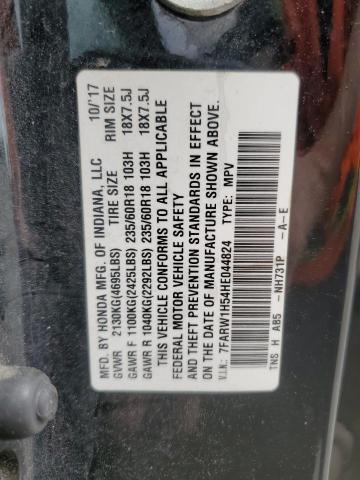 MFD. BY HONDA MFG. OF INDIANA, LLC 10/'17
GVWR 2130KG(4695LBS) TIRE SIZE RIM SIZE
GAWR F 1100KG(2425LBS) 235/60R18 103H 18X7.5J
GAWR R 1040KG(2292LBS) 235/60R18 103H 18X7.5J
THIS VEHICLE CONFORMS TO ALL APPLICABLE
FEDERAL MOTOR VEHICLE SAFETY
AND THEFT PREVENTION STANDARDS IN EFFECT
ON THE DATE OF MANUFACTURE SHOWN ABOVE.
V.I.N.: 7FARW1H54HE044824 TYPE: MPV
TNS H A85 -NH731P -A-E